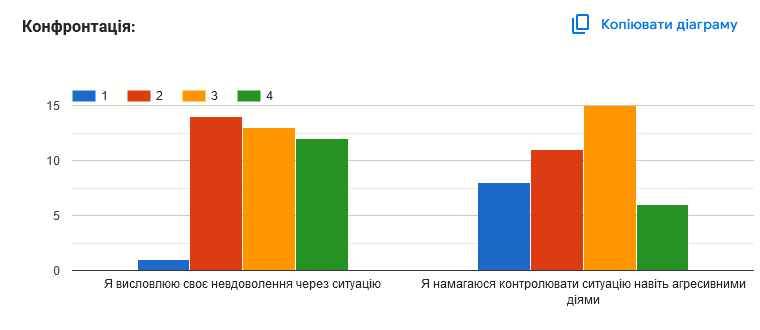 Конфронтація:
Копіювати діаграму
1 2 3 4
15
10
5
0
Я висловлюю своє невдоволення через ситуацію
Я намагаюся контролювати ситуацію навіть агресивними
діями